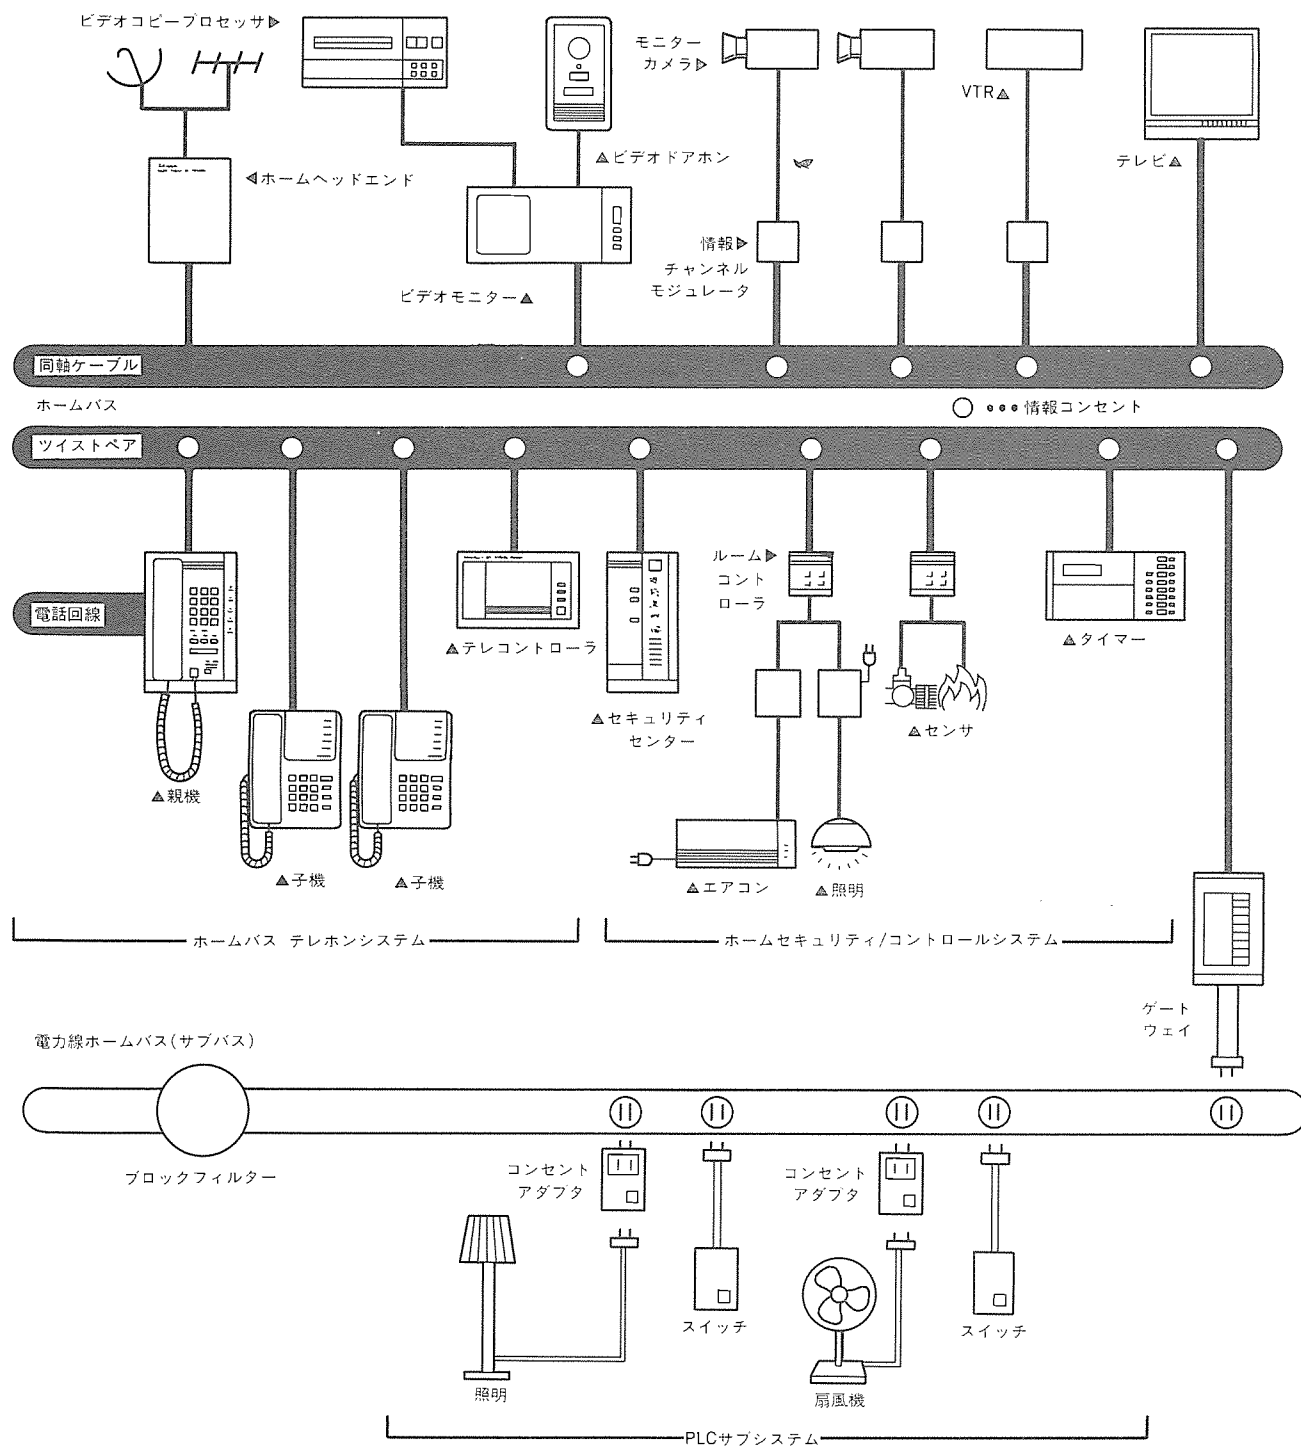 ビデオコピープロセッサ▶
モニター
カメラ▷
VTR▲
▲ビデオドアホン
テレビ▲
◀ホームヘッドエンド
情報▶
チャンネル
モジュレータ
ビデオモニター▲
同軸ケーブル
ホームバス
○ •••情報コンセント
ツイストペア
ルーム▶
コント
ローラ
電話回線
▲テレコントローラ
▲タイマー
▲セキュリティ
センター
▲センサ
▲親機
▲子機
▲子機
▲エアコン
▲照明
ホームバス テレホンシステム
ホームセキュリティ/コントロールシステム
ゲート
ウェイ
電力線ホームバス(サブバス)
ブロックフィルター
コンセント
アダプタ
コンセント
アダプタ
スイッチ
スイッチ
照明
扇風機
PLCサブシステム